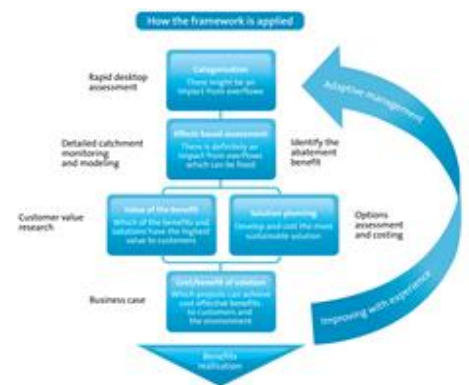 How the framework is applied
Categorisation
There might be an
impact from overflows
Rapid desktop
assessment
Adaptive management
Effects based assessment
There is definitely an
impact from overflows
which can be fixed
Detailed catchment
monitoring
and modeling
Identify the
abatement
benefit
Value of the benefit
Which of the benefits and
solutions have the highest
value to customers
Solution planning
Develop and cost the most
sustainable solution
Customer value
research
Options
assessment
and costing
Cost/benefit of solution
Which projects can achieve
cost effective benefits
to customers and
the environment
Business case
Improving with experience
Benefits
realisation